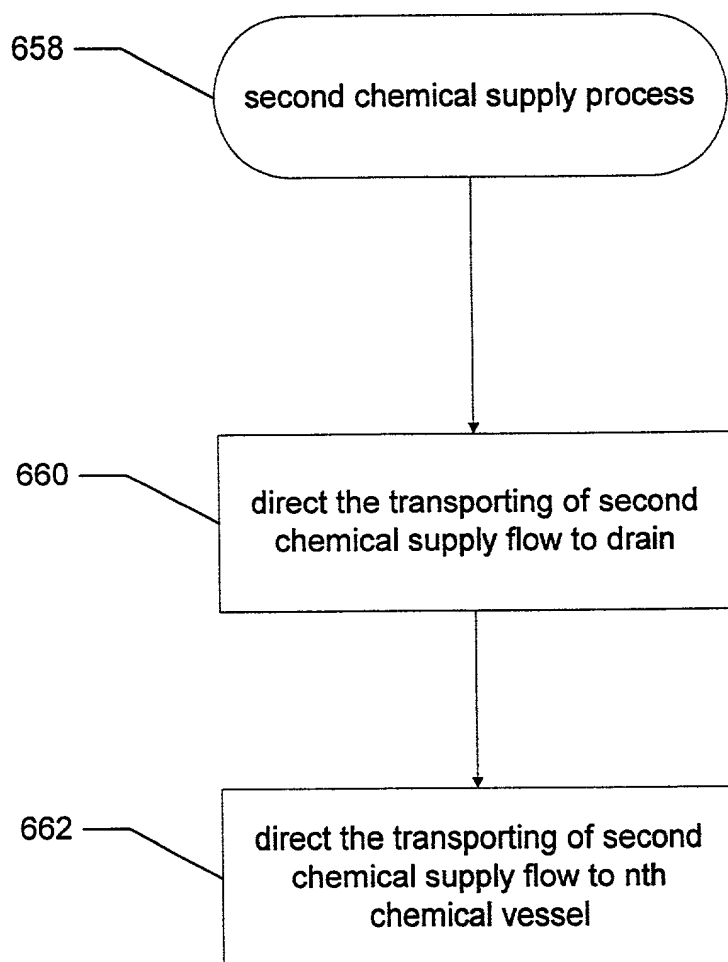 658
second chemical supply process
660
direct the transporting of second
chemical supply flow to drain
662
direct the transporting of second
chemical supply flow to nth
chemical vessel